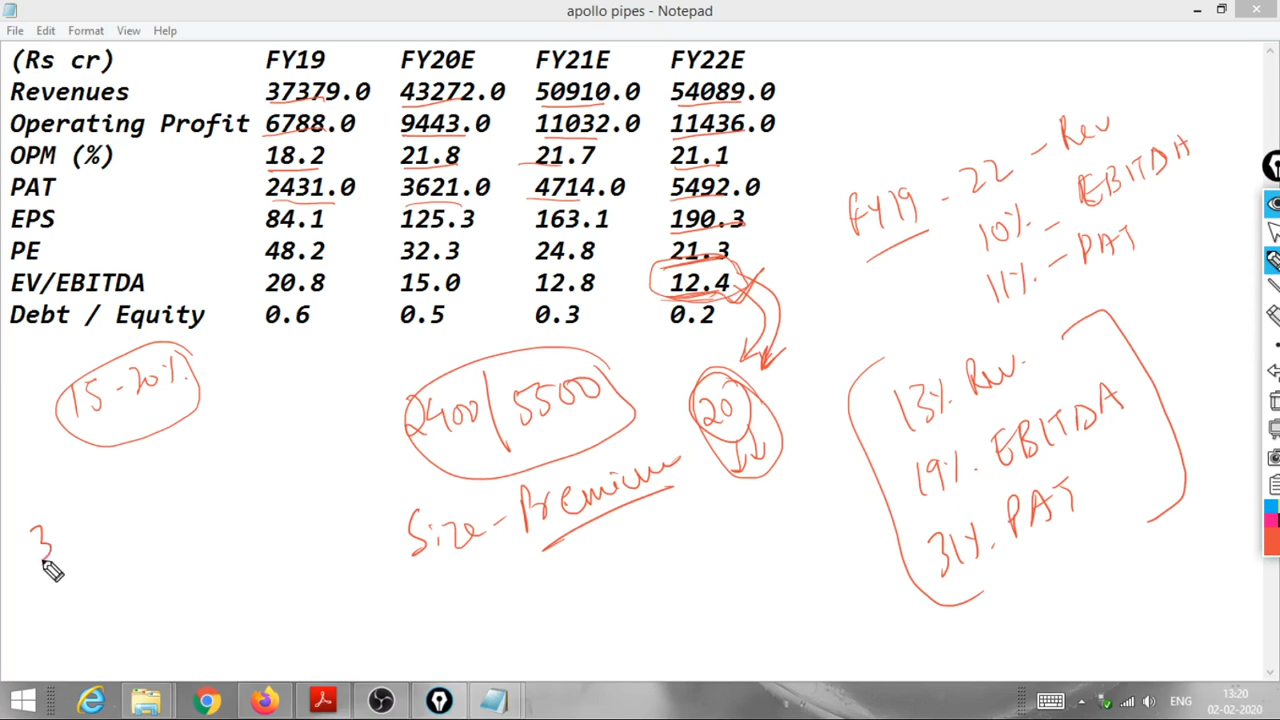 apollo pipes - Notepad
File Edit Format View Help
(Rs cr) FY19 FY20E FY21E FY22E
Revenues 37379.0 43272.0 50910.0 54089.0
Operating Profit 6788.0 9443.0 11032.0 11436.0
OPM (%) 18.2 21.8 21.7 21.1
PAT 2431.0 3621.0 4714.0 5492.0
EPS 84.1 125.3 163.1 190.3
PE 48.2 32.3 24.8 21.3
EV/EBITDA 20.8 15.0 12.8 12.4
Debt / Equity 0.6 0.5 0.3 0.2
FY19 - 22 - Rev
10% - EBITDA
11% - PAT
15-20%
2400/5500
20
13% Rev.
19% EBITDA
31% PAT
Size-Premium
3
ENG
13:20
02-02-2020